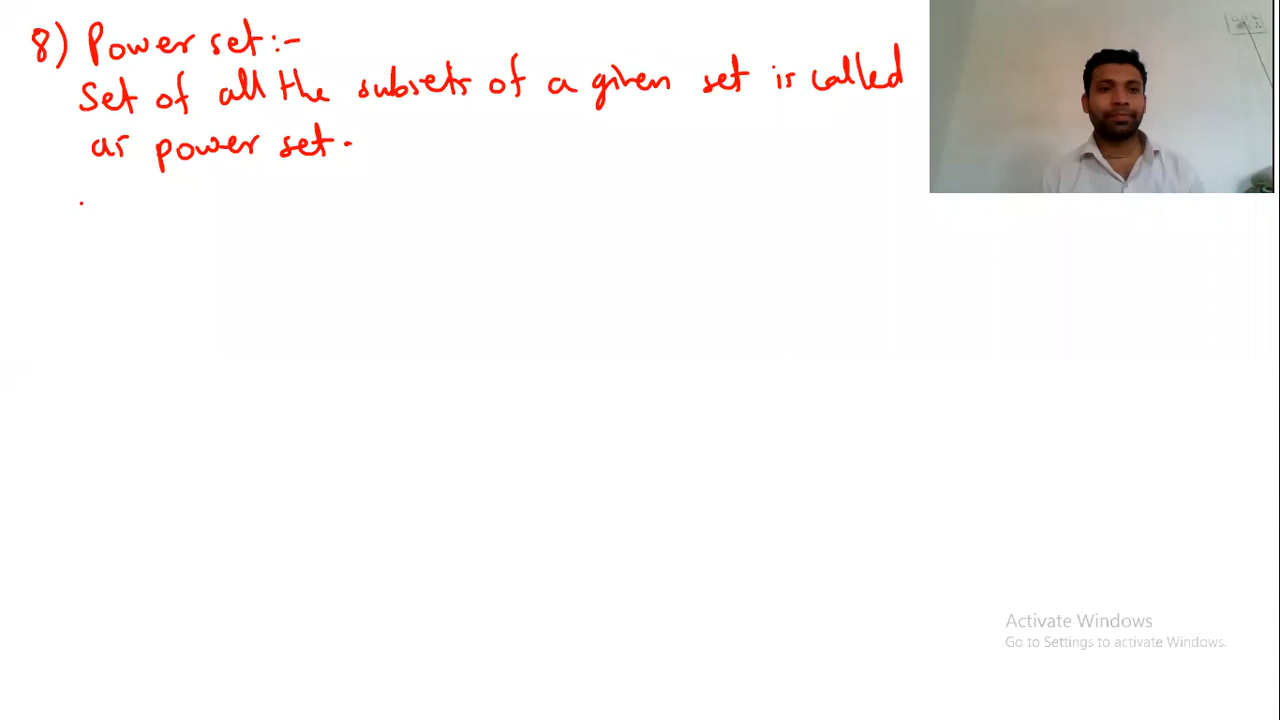 8) Power set:-
Set of all the subsets of a given set is called
as power set.
Activate Windows
Go to Settings to activate Windows.